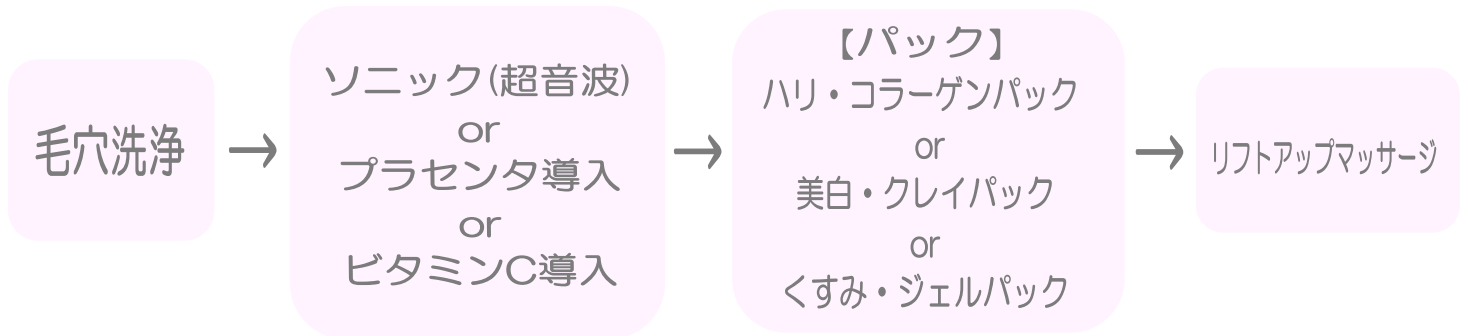 毛穴洗浄
→
ソニック(超音波)
or
プラセンタ導入
or
ビタミンC導入
→
【パック】
ハリ・コラーゲンパック
or
美白・クレイパック
or
くすみ・ジェルパック
→
リフトアップマッサージ